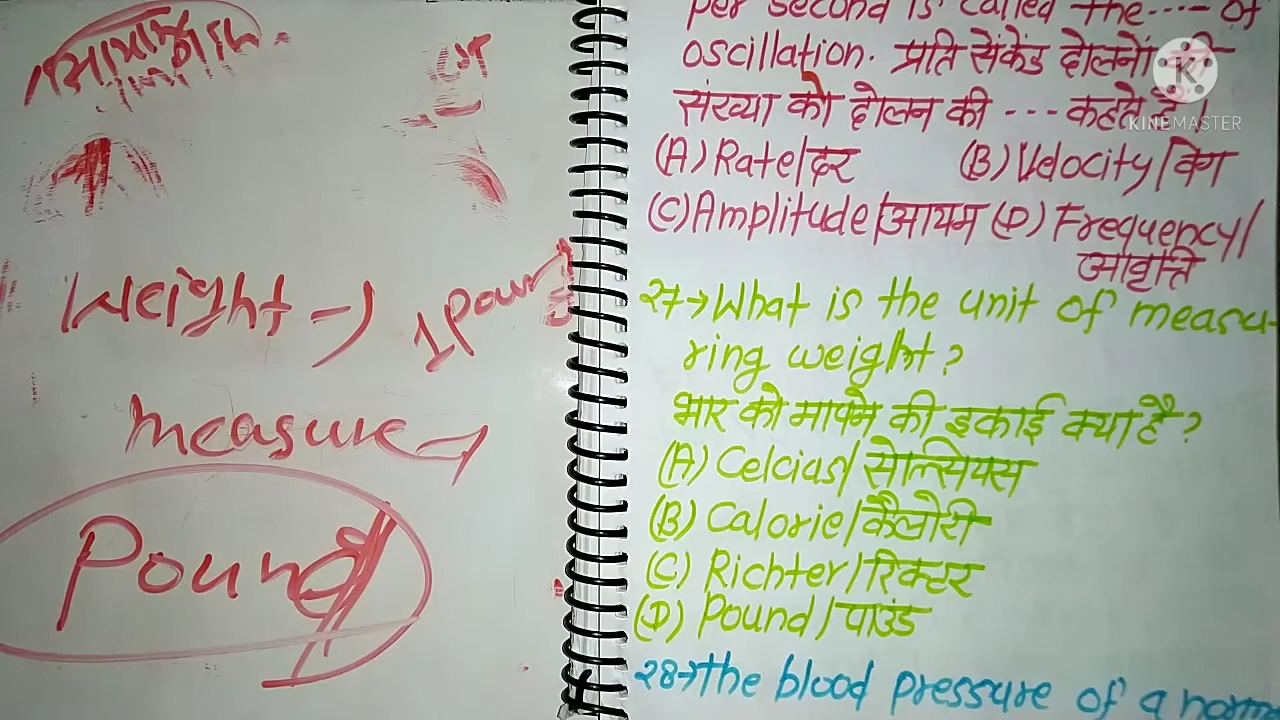 Weight →
1 Pound
measure →
Pound
per second is called the---- of
oscillation. प्रति सेंकेंड दोलनों की
संख्या को दोलन की --- कहते है।
(A) Rate/दर (B) Velocity/वेग
(C) Amplitude/आयम (D) Frequency/
आवृत्ति
27→What is the unit of measu-
ring weight?
भार को मापने की इकाई क्या है?
(A) Celcias/सेल्सियस
(B) Calorie/कैलोरी
(C) Richter/रिक्टर
(D) Pound/पाउंड
28→The blood pressure of a
KINEMASTER